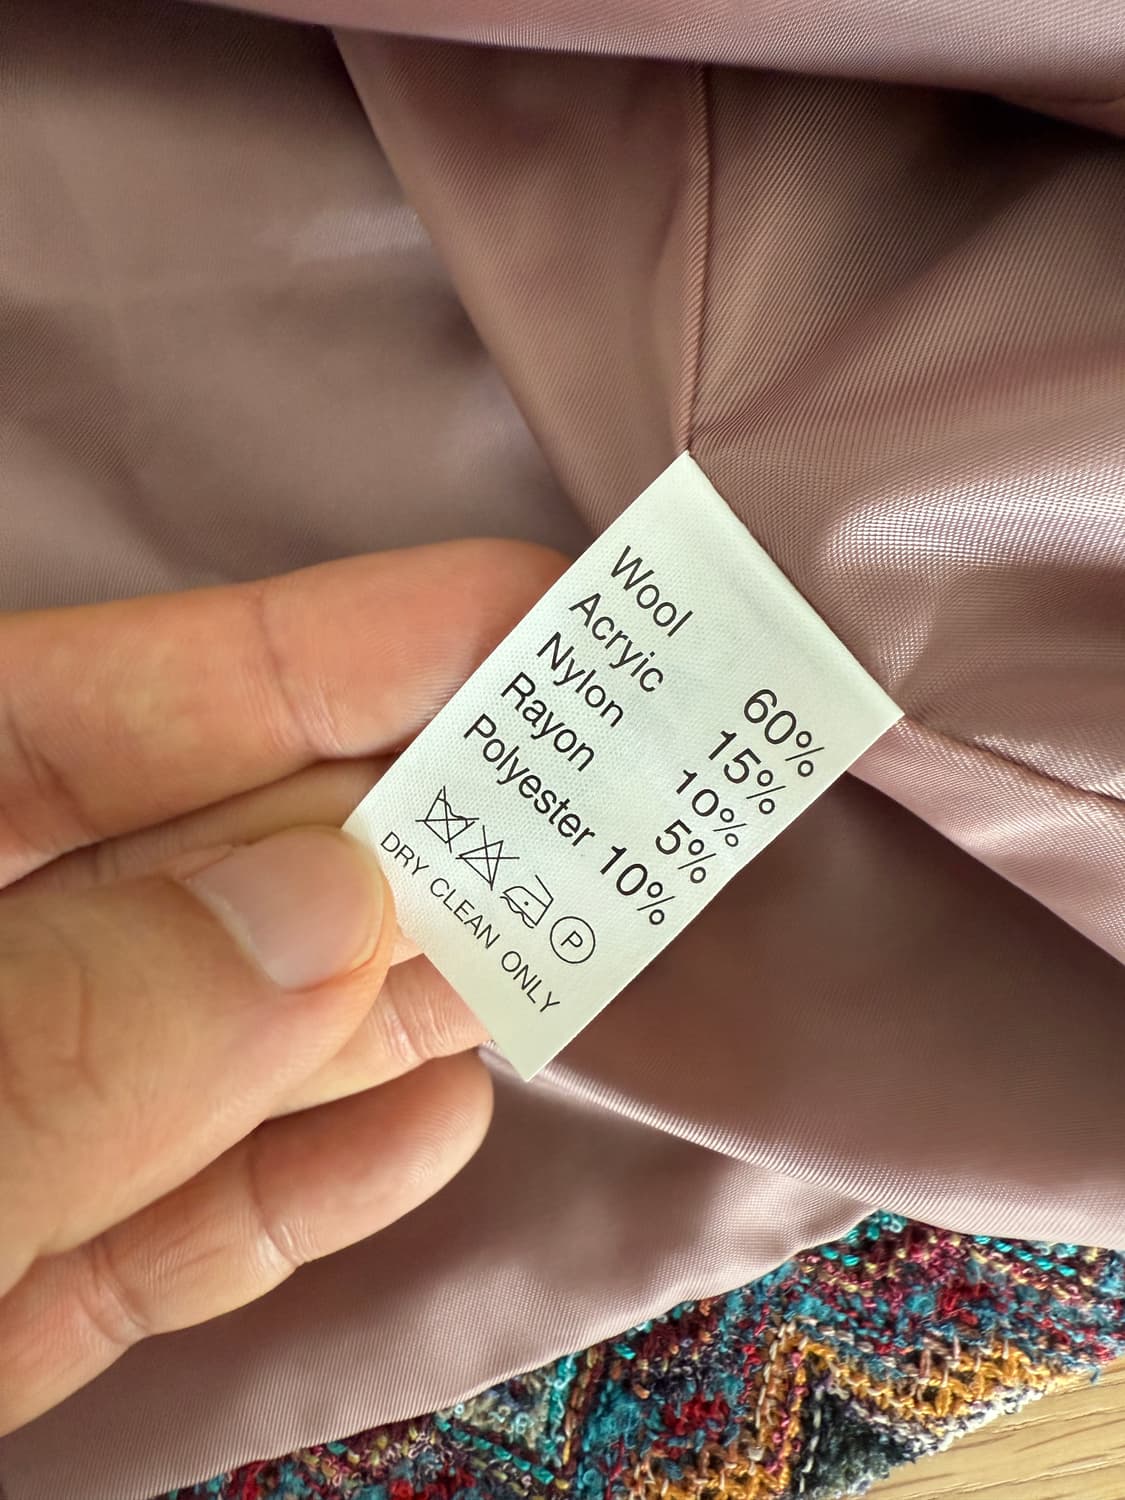 Wool 60%
Acryic 15%
Nylon 10%
Rayon 5%
Polyester 10%
P
DRY CLEAN ONLY